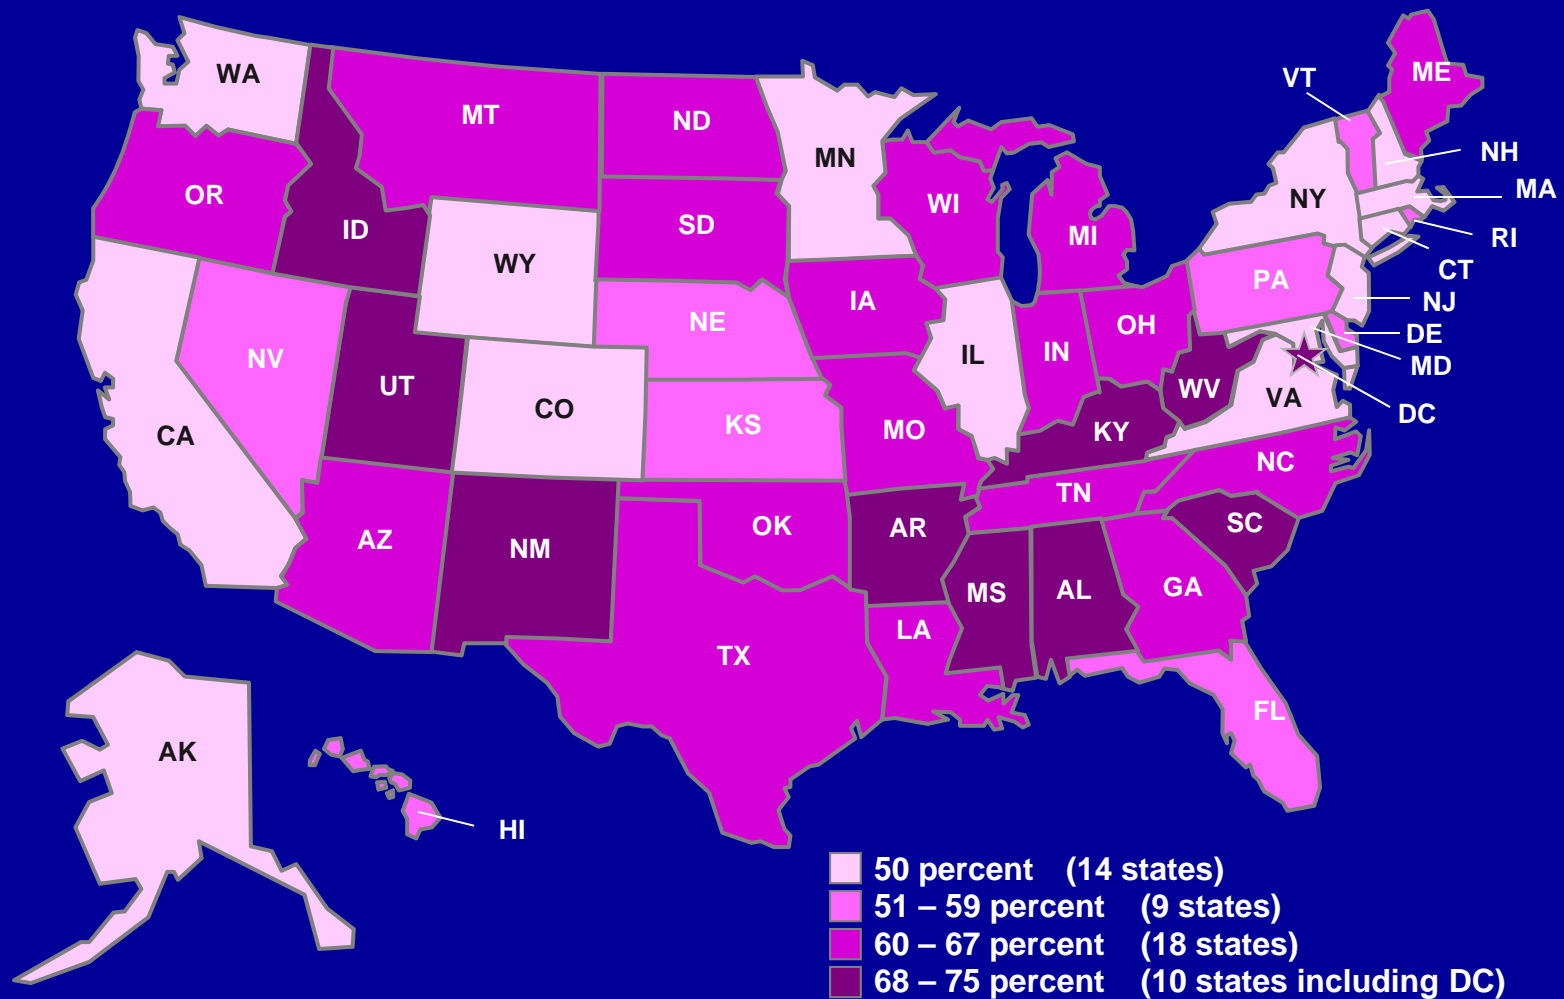 WA
MT
ND
MN
VT
ME
NH
MA
OR
ID
SD
WI
NY
MI
RI
WY
CT
PA
NJ
IA
NE
OH
DE
NV
IL
IN
MD
UT
WV
CO
VA
DC
CA
KS
MO
KY
NC
TN
SC
AZ
NM
OK
AR
MS
AL
GA
LA
TX
FL
AK
HI
50 percent (14 states)
51 – 59 percent (9 states)
60 – 67 percent (18 states)
68 – 75 percent (10 states including DC)